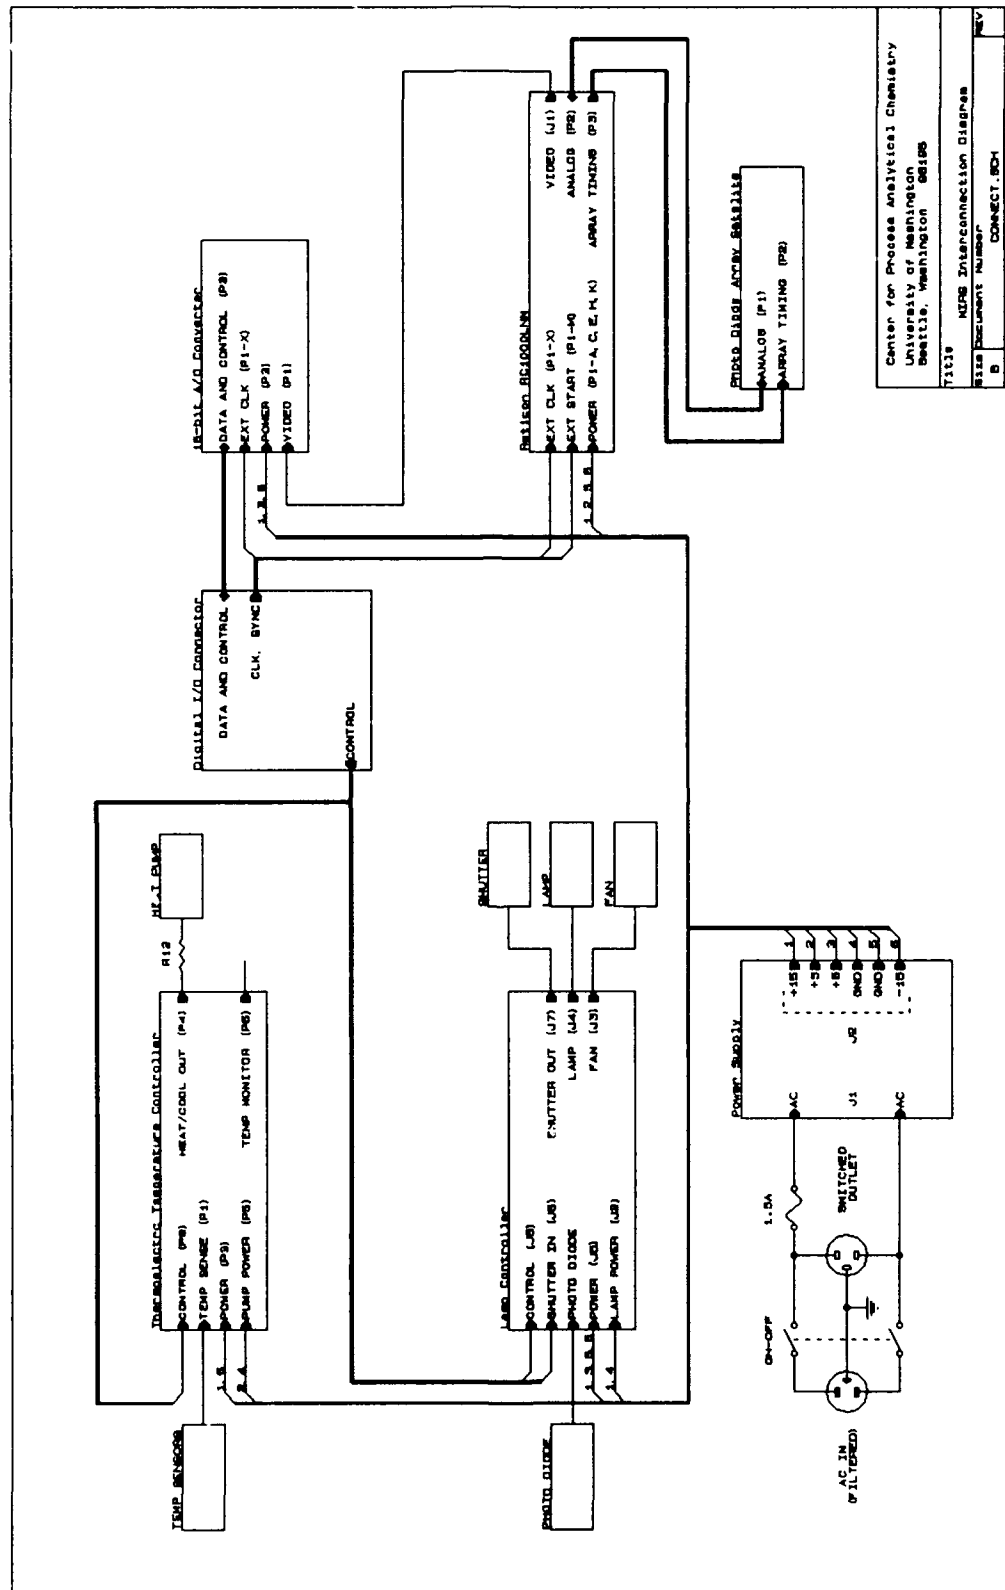 TEMP SENSORS
Thermoelectric Temperature Controller
CONTROL (P2)
TEMP SENSE (P1)
POWER (P3)
PUMP POWER (P5)
HEAT/COOL OUT (P4)
TEMP MONITOR (P6)
R12
Digital I/O Connector
DATA AND CONTROL
CLK, SYNC
CONTROL
16-bit A/D Converter
DATA AND CONTROL (P3)
EXT CLK (P1-X)
POWER (P2)
VIDEO (P1)
PHOTO DIODE
Lamp Controller
CONTROL (J8)
SHUTTER IN (J6)
PHOTO DIODE
POWER (J5)
LAMP POWER (J2)
SHUTTER OUT (J7)
LAMP (J4)
FAN (J3)
1, 4
SHUTTER
LAMP
FAN
Reticon RC1000LNN
EXT CLK (P1-X)
EXT START (P1-M)
POWER (P1-A, C, E, H, K)
VIDEO (J1)
ANALOG (P2)
ARRAY TIMING (P3)
Photo Diode Array Satellite
ANALOG (P1)
ARRAY TIMING (P2)
AC IN
(FILTERED)
ON-OFF
SWITCHED
OUTLET
1.5A
Power Supply
AC
AC
J1
J2
+15
+5
+5
GND
GND
-15
1
2
3
4
5
6
Center for Process Analytical Chemistry
University of Washington
Seattle, Washington 98195
Title
NIRS Interconnection Diagram
Size
Document Number
REV
B
CONNECT.SCH